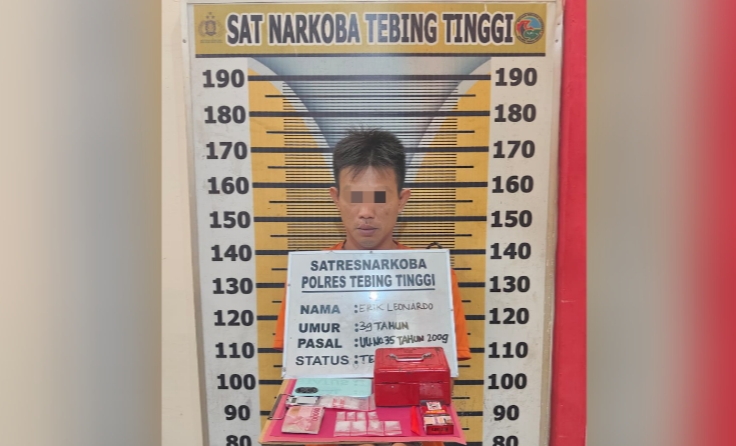 SAT NARKOBA TEBING TINGGI
190 190
180 180
170 170
160 160
150 150
140 140
130 130
120 120
110 110
100 100
90 90
80 80
SATRESNARKOBA
POLRES TEBING TINGGI
NAMA : ERIK LEONARDO
UMUR : 39 TAHUN
PASAL : UU No 35 TAHUN 2009
STATUS : TE